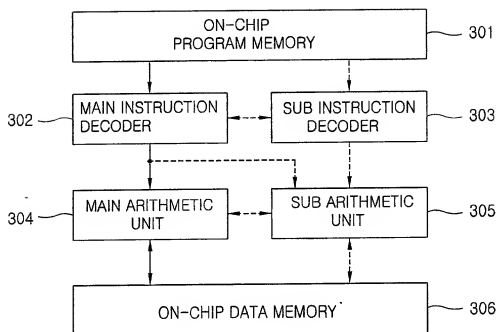 ON-CHIP
PROGRAM MEMORY
301
MAIN INSTRUCTION
DECODER
302
SUB INSTRUCTION
DECODER
303
MAIN ARITHMETIC
UNIT
304
SUB ARITHMETIC
UNIT
305
ON-CHIP DATA MEMORY
306